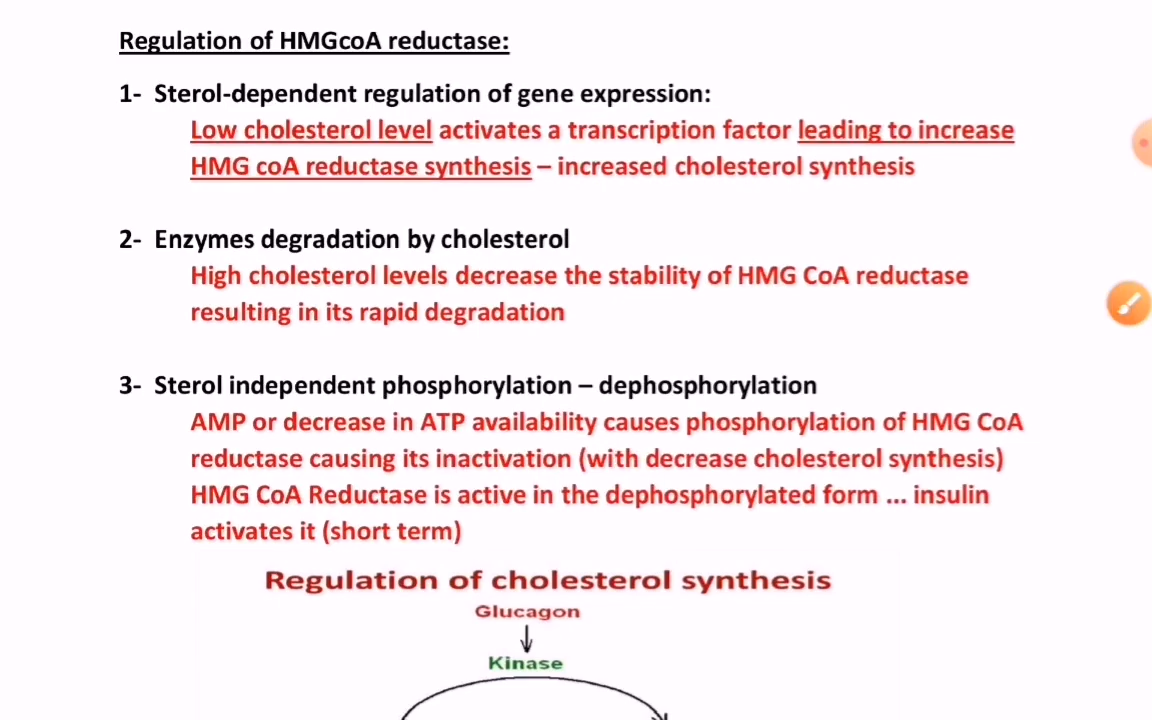 Regulation of HMGcoA reductase:
1- Sterol-dependent regulation of gene expression:
Low cholesterol level activates a transcription factor leading to increase
HMG coA reductase synthesis – increased cholesterol synthesis
2- Enzymes degradation by cholesterol
High cholesterol levels decrease the stability of HMG CoA reductase
resulting in its rapid degradation
3- Sterol independent phosphorylation – dephosphorylation
AMP or decrease in ATP availability causes phosphorylation of HMG CoA
reductase causing its inactivation (with decrease cholesterol synthesis)
HMG CoA Reductase is active in the dephosphorylated form ... insulin
activates it (short term)
Regulation of cholesterol synthesis
Glucagon
Kinase